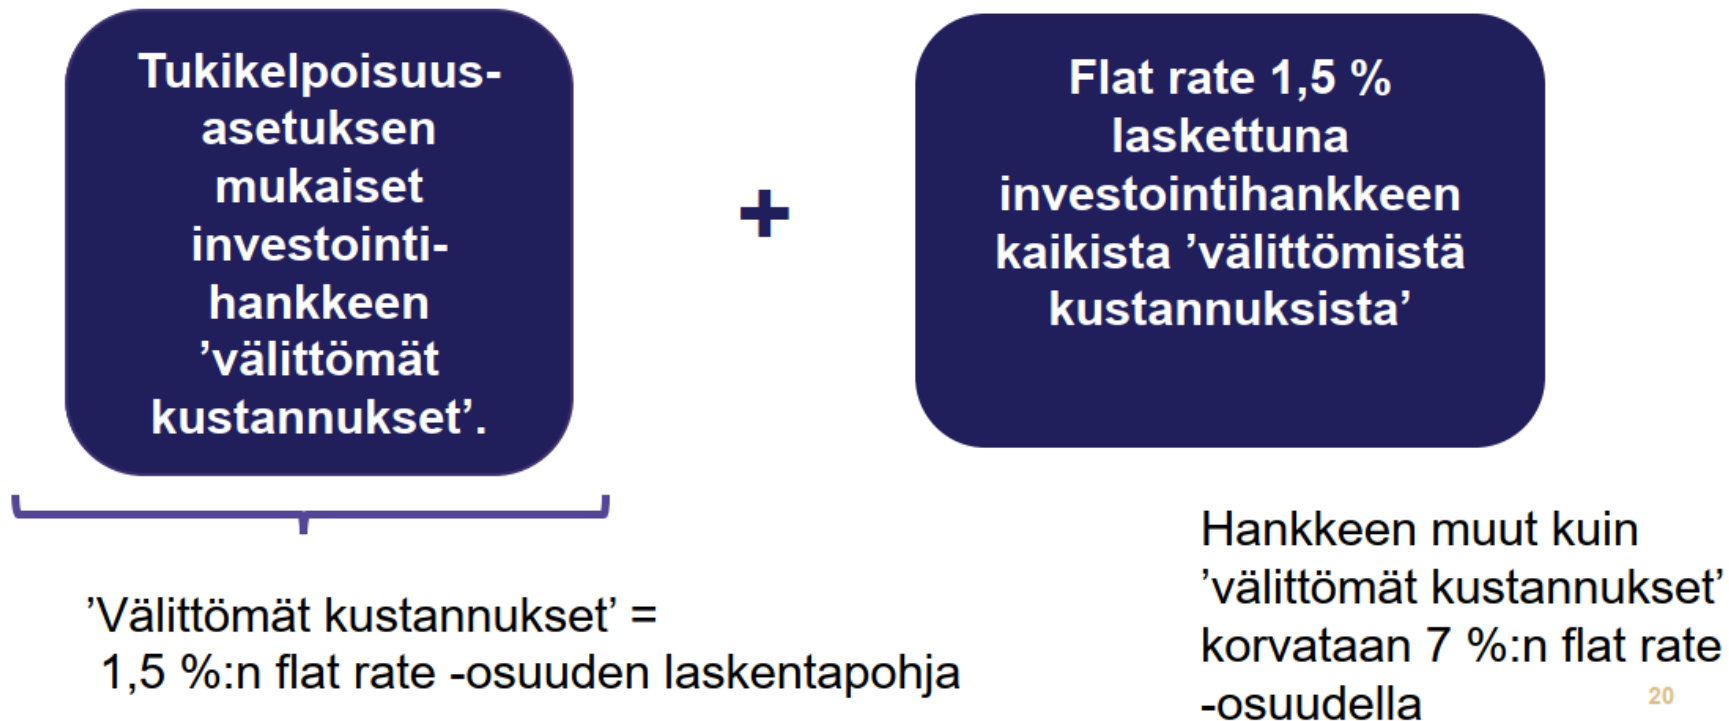 Tukikelpoisuus-
asetuksen
mukaiset
investointi-
hankkeen
’välittömät
kustannukset’.
+
Flat rate 1,5 %
laskettuna
investointihankkeen
kaikista ’välittömistä
kustannuksista’
’Välittömät kustannukset’ =
1,5 %:n flat rate -osuuden laskentapohja
Hankkeen muut kuin
’välittömät kustannukset’
korvataan 7 %:n flat rate
-osuudella
20